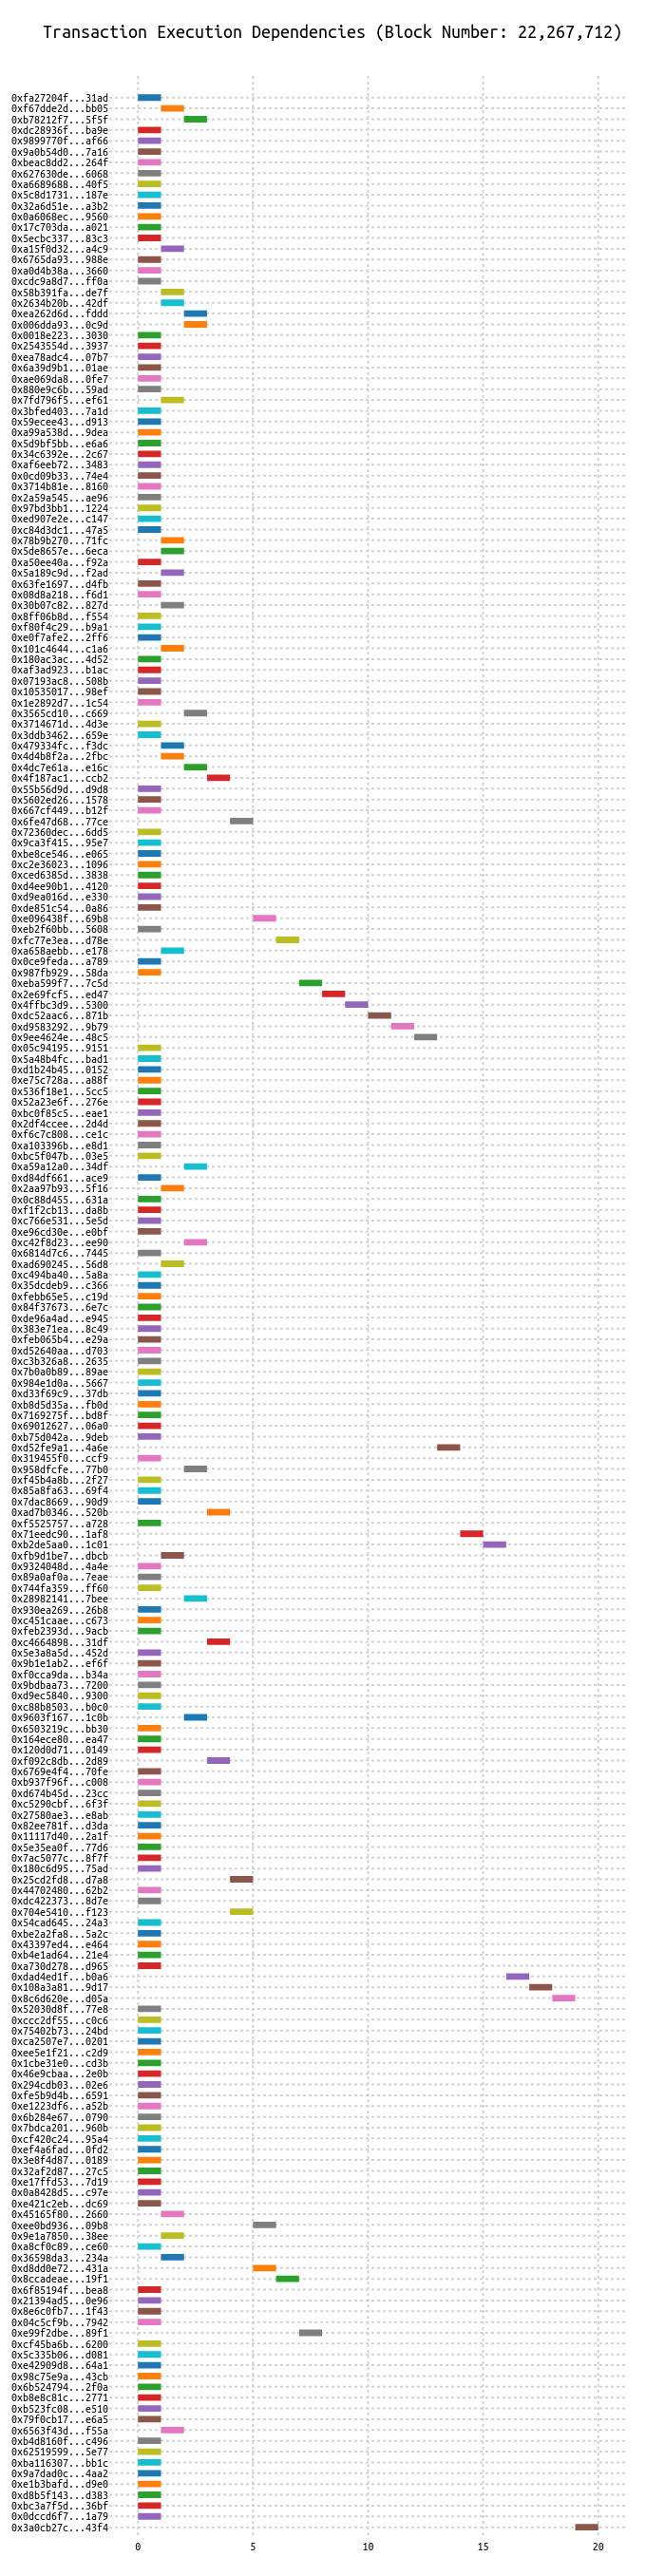 Transaction Execution Dependencies (Block Number: 22,267,712)
0xfa27204f...31ad
0xf67dde2d...bb05
0xb78212f7...5f5f
0xdc28936f...ba9e
0x9899770f...af66
0x9a0b54d0...7a16
0xbeac8dd2...264f
0x627630de...6068
0xa6689688...40f5
0x5c8d1731...187e
0x32a6d51e...a3b2
0x0a6068ec...9560
0x17c703da...a021
0x5ecbc337...83c3
0xa15f0d32...a4c9
0x6765da93...988e
0xa0d4b38a...3660
0xcdc9a8d7...ff0a
0x58b391fa...de7f
0x2634b20b...42df
0xea262d6d...fddd
0x006dda93...0c9d
0x0018e223...3030
0x2543554d...3937
0xea78adc4...07b7
0x6a39d9b1...01ae
0xae069da8...0fe7
0x880e9c6b...59ad
0x7fd796f5...ef61
0x3bfed403...7a1d
0x59ecee43...d913
0xa99a538d...9dea
0x5d9bf5bb...e6a6
0x34c6392e...2c67
0xaf6eeb72...3483
0x0cd09b33...74e4
0x3714b81e...8160
0x2a59a545...ae96
0x97bd3bb1...1224
0xed907e2e...c147
0xc84d3dc1...47a5
0x78b9b270...71fc
0x5de8657e...6eca
0xa50ee40a...f92a
0x5a189c9d...f2ad
0x63fe1697...d4fb
0x08d8a218...f6d1
0x30b07c82...827d
0x8ff06b8d...f554
0xf80f4c29...b9a1
0xe0f7afe2...2ff6
0x101c4644...c1a6
0x180ac3ac...4d52
0xaf3ad923...b1ac
0x07193ac8...508b
0x10535017...98ef
0x1e2892d7...1c54
0x3565cd10...c669
0x3714671d...4d3e
0x3ddb3462...659e
0x479334fc...f3dc
0x4d4b8f2a...2fbc
0x4dc7e61a...e16c
0x4f187ac1...ccb2
0x55b56d9d...d9d8
0x5602ed26...1578
0x667cf449...b12f
0x6fe47d68...77ce
0x72360dec...6dd5
0x9ca3f415...95e7
0xbe8ce546...e065
0xc2e36023...1096
0xced6385d...3838
0xd4ee90b1...4120
0xd9ea016d...e330
0xde851c54...0a86
0xe096438f...69b8
0xeb2f60bb...5608
0xfc77e3ea...d78e
0xa658aebb...e178
0x0ce9feda...a789
0x987fb929...58da
0xeba599f7...7c5d
0x2e69fcf5...ed47
0x4ffbc3d9...5300
0xdc52aac6...871b
0xd9583292...9b79
0x9ee4624e...48c5
0x05c94195...9151
0x5a48b4fc...bad1
0xd1b24b45...0152
0xe75c728a...a88f
0x536f18e1...5cc5
0x52a23e6f...276e
0xbc0f85c5...eae1
0x2df4ccee...2d4d
0xf6c7c808...ce1c
0xa103396b...e8d1
0xbc5f047b...03e5
0xa59a12a0...34df
0xd84df661...ace9
0x2aa97b93...5f16
0x0c88d455...631a
0xf1f2cb13...da8b
0xc766e531...5e5d
0xe96cd30e...e0bf
0xc42f8d23...ee90
0x6814d7c6...7445
0xad690245...56d8
0xc494ba40...5a8a
0x35dcdeb9...c366
0xfebb65e5...c19d
0x84f37673...6e7c
0xde96a4ad...e945
0x383e71ea...8c49
0xfeb065b4...e29a
0xd52640aa...d703
0xc3b326a8...2635
0x7b0a0b89...89ae
0x984e1d0a...5667
0xd33f69c9...37db
0xb8d5d35a...fb0d
0x7169275f...bd8f
0x69012627...06a0
0xb75d042a...9deb
0xd52fe9a1...4a6e
0x319455f0...ccf9
0x958dfcfe...77b0
0xf45b4a8b...2f27
0x85a8fa63...69f4
0x7dac8669...90d9
0xad7b0346...520b
0xf5525757...a728
0x71eedc90...1af8
0xb2de5aa0...1c01
0xfb9d1be7...dbcb
0x9324048d...4a4e
0x89a0af0a...7eae
0x744fa359...ff60
0x28982141...7bee
0x930ea269...26b8
0xc451caae...c673
0xfeb2393d...9acb
0xc4664898...31df
0x5e3a8a5d...452d
0x9b1e1ab2...ef6f
0xf0cca9da...b34a
0x9bdbaa73...7200
0xd9ec5840...9300
0xc88b8503...b0c0
0x9603f167...1c0b
0x6503219c...bb30
0x164ece80...ea47
0x120d0d71...0149
0xf092c8db...2d89
0x6769e4f4...70fe
0xb937f96f...c008
0xd674b45d...23cc
0xc5290cbf...6f3f
0x27580ae3...e8ab
0x82ee781f...d3da
0x11117d40...2a1f
0x5e35ea0f...77d6
0x7ac5077c...8f7f
0x180c6d95...75ad
0x25cd2fd8...d7a8
0x44702480...62b2
0xdc422373...8d7e
0x704e5410...f123
0x54cad645...24a3
0xbe2a2fa8...5a2c
0x43397ed4...e464
0xb4e1ad64...21e4
0xa730d278...d965
0xdad4ed1f...b0a6
0x108a3a81...9d17
0x8c6d620e...d05a
0x52030d8f...77e8
0xccc2df55...c0c6
0x75402b73...24bd
0xca2507e7...0201
0xee5e1f21...c2d9
0x1cbe31e0...cd3b
0x46e9cbaa...2e0b
0x294cdb03...02e6
0xfe5b9d4b...6591
0xe1223df6...a52b
0x6b284e67...0790
0x7bdca201...960b
0xcf420c24...95a4
0xef4a6fad...0fd2
0x3e8f4d87...0189
0x32af2d87...27c5
0xe17ffd53...7d19
0x0a8428d5...c97e
0xe421c2eb...dc69
0x45165f80...2660
0xee0bd936...09b8
0x9e1a7850...38ee
0xa8cf0c89...ce60
0x36598da3...234a
0xd8dd0e72...431a
0x8ccadeae...19f1
0x6f85194f...bea8
0x21394ad5...0e96
0x8e6c0fb7...1f43
0x04c5cf9b...7942
0xe99f2dbe...89f1
0xcf45ba6b...6200
0x5c335b06...d081
0xe42909d8...64a1
0x98c75e9a...43cb
0x6b524794...2f0a
0xb8e8c81c...2771
0xb523fc08...e510
0x79f0cb17...e6a5
0x6563f43d...f55a
0xb4d8160f...c496
0x62519599...5e77
0xba116307...bb1c
0x9a7dad0c...4aa2
0xe1b3bafd...d9e0
0xd8b5f143...d383
0xbc3a7f5d...36bf
0x0dccd6f7...1a79
0x3a0cb27c...43f4
0 5 10 15 20